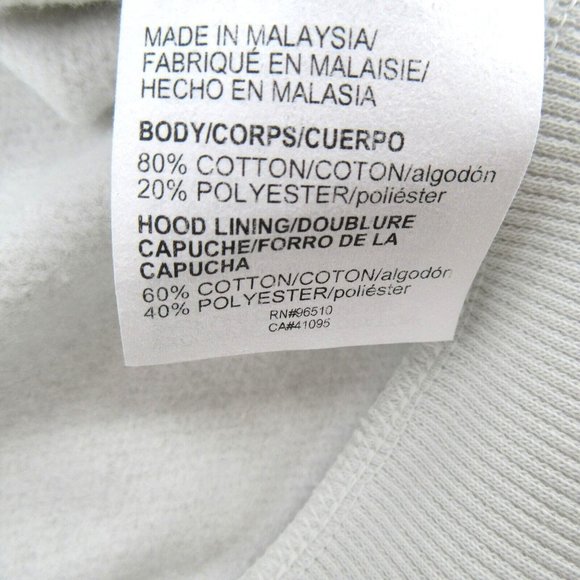 MADE IN MALAYSIA/
FABRIQUÉ EN MALAISIE/
HECHO EN MALASIA
BODY/CORPS/CUERPO
80% COTTON/COTON/algodón
20% POLYESTER/poliéster
HOOD LINING/DOUBLURE
CAPUCHE/FORRO DE LA
CAPUCHA
60% COTTON/COTON/algodón
40% POLYESTER/poliéster
RN#96510
CA#41095